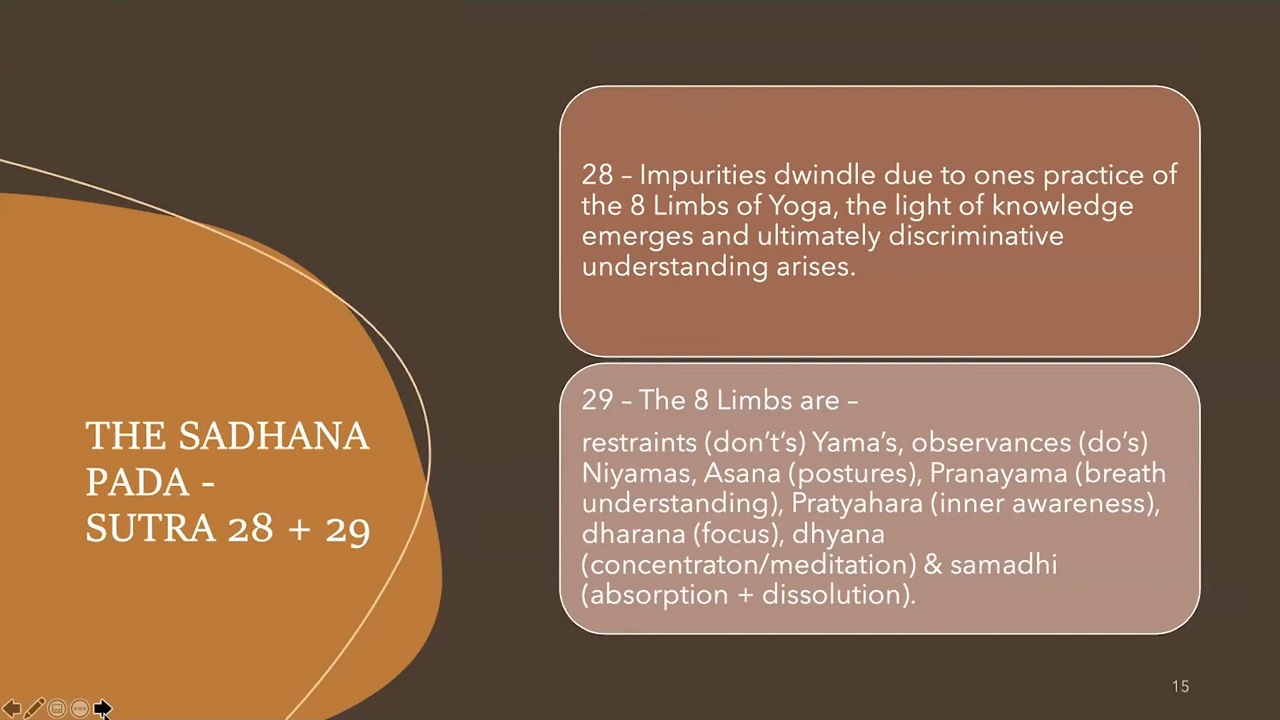 THE SADHANA
PADA -
SUTRA 28 + 29
28 – Impurities dwindle due to ones practice of
the 8 Limbs of Yoga, the light of knowledge
emerges and ultimately discriminative
understanding arises.
29 – The 8 Limbs are –
restraints (don’t’s) Yama’s, observances (do’s)
Niyamas, Asana (postures), Pranayama (breath
understanding), Pratyahara (inner awareness),
dharana (focus), dhyana
(concentraton/meditation) & samadhi
(absorption + dissolution).
15